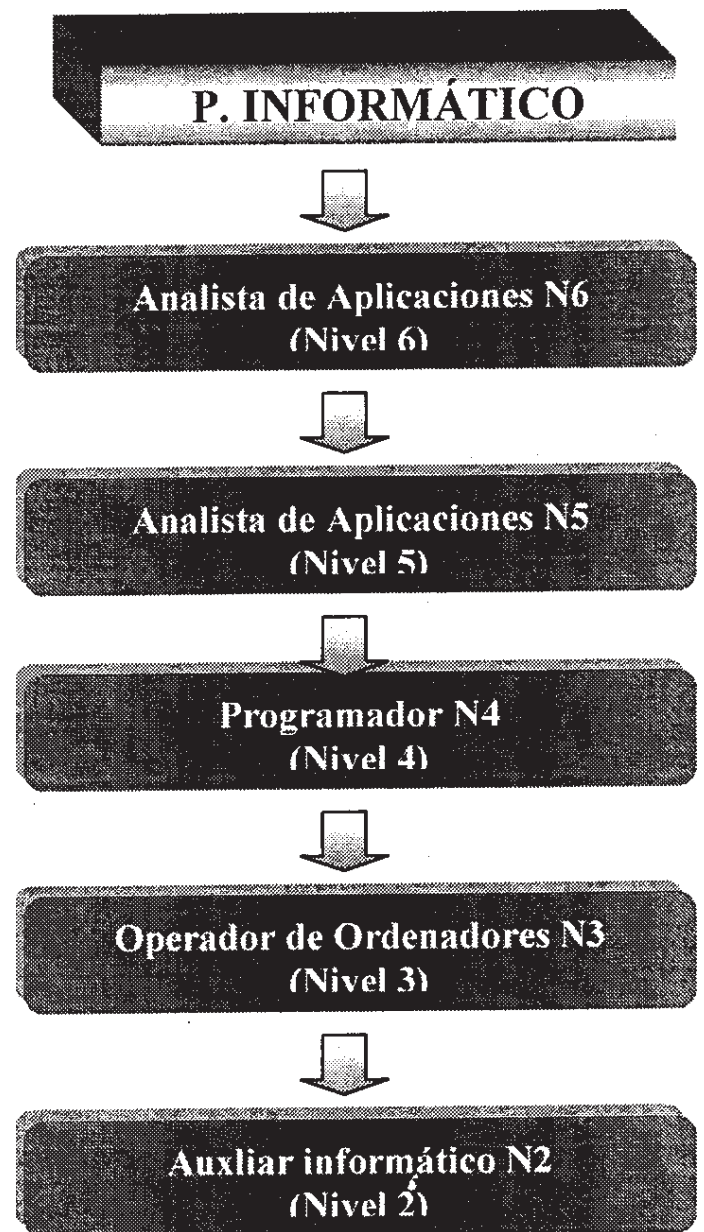 P. INFORMÁTICO
Analista de Aplicaciones N6
(Nivel 6)
Analista de Aplicaciones N5
(Nivel 5)
Programador N4
(Nivel 4)
Operador de Ordenadores N3
(Nivel 3)
Auxliar informático N2
(Nivel 2)